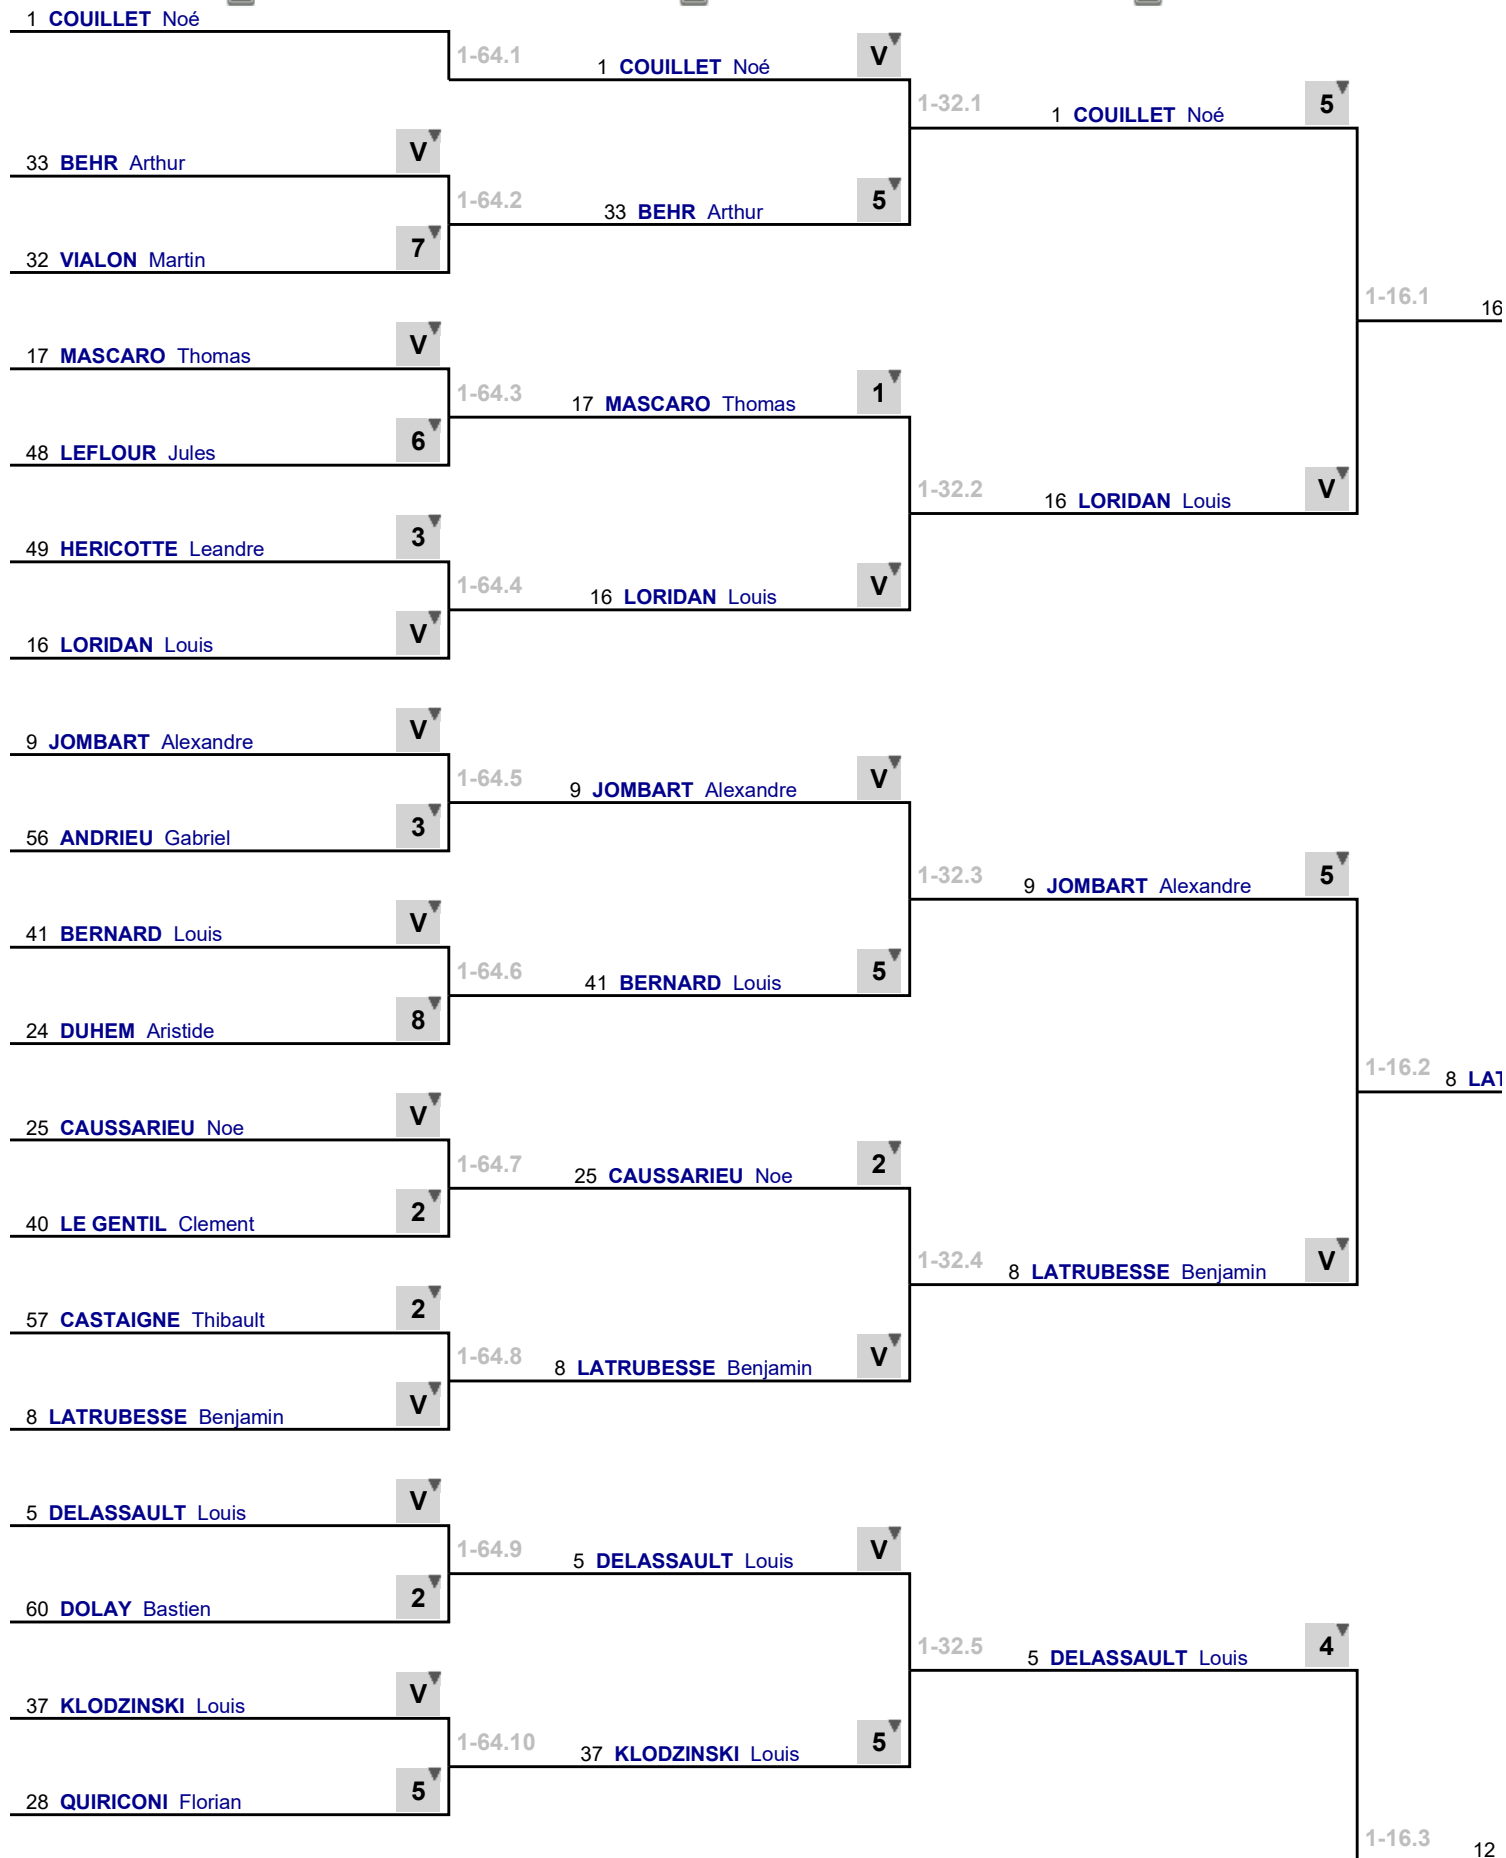 1 COUILLET Noé
1-64.1
1 COUILLET Noé V
1-32.1
1 COUILLET Noé 5
33 BEHR Arthur V
1-64.2
33 BEHR Arthur 5
32 VIALON Martin 7
1-16.1
16
17 MASCARO Thomas V
1-64.3
17 MASCARO Thomas 1
48 LEFLOUR Jules 6
1-32.2
16 LORIDAN Louis V
49 HERICOTTE Leandre 3
1-64.4
16 LORIDAN Louis V
16 LORIDAN Louis V
9 JOMBART Alexandre V
1-64.5
9 JOMBART Alexandre V
56 ANDRIEU Gabriel 3
1-32.3
9 JOMBART Alexandre 5
41 BERNARD Louis V
1-64.6
41 BERNARD Louis 5
24 DUHEM Aristide 8
1-16.2
8 LAT
25 CAUSSARIEU Noe V
1-64.7
25 CAUSSARIEU Noe 2
40 LE GENTIL Clement 2
1-32.4
8 LATRUBESSE Benjamin V
57 CASTAIGNE Thibault 2
1-64.8
8 LATRUBESSE Benjamin V
8 LATRUBESSE Benjamin V
5 DELASSAULT Louis V
1-64.9
5 DELASSAULT Louis V
60 DOLAY Bastien 2
1-32.5
5 DELASSAULT Louis 4
37 KLODZINSKI Louis V
1-64.10
37 KLODZINSKI Louis 5
28 QUIRICONI Florian 5
1-16.3
12